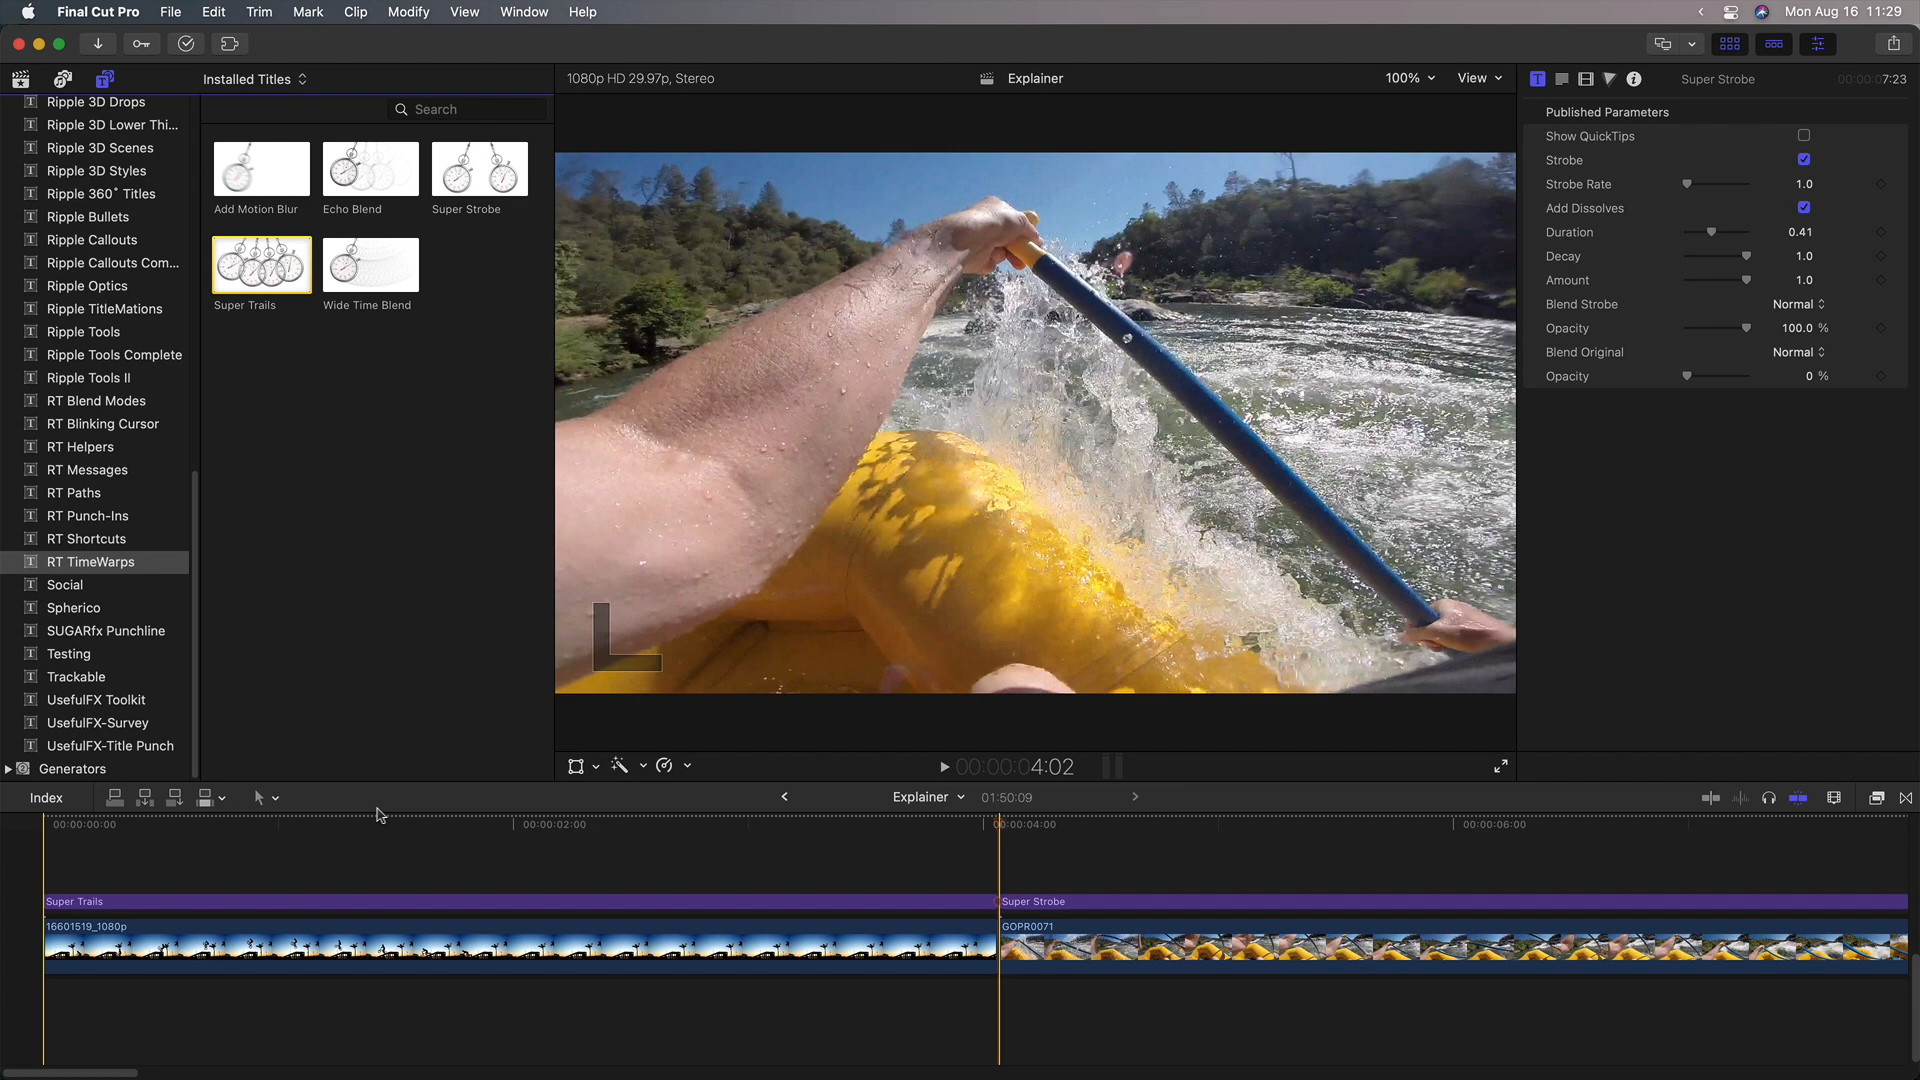 Final Cut Pro File Edit Trim Mark Clip Modify View Window Help Mon Aug 16 11:29
Installed Titles 1080p HD 29.97p, Stereo Explainer 100% View Super Strobe 00:00:07:23
Search
Ripple 3D Drops
Ripple 3D Lower Thi...
Ripple 3D Scenes
Ripple 3D Styles
Ripple 360° Titles
Ripple Bullets
Ripple Callouts
Ripple Callouts Com...
Ripple Optics
Ripple TitleMations
Ripple Tools
Ripple Tools Complete
Ripple Tools II
RT Blend Modes
RT Blinking Cursor
RT Helpers
RT Messages
RT Paths
RT Punch-Ins
RT Shortcuts
RT TimeWarps
Social
Spherico
SUGARfx Punchline
Testing
Trackable
UsefulFX Toolkit
UsefulFX-Survey
UsefulFX-Title Punch
Generators
Add Motion Blur Echo Blend Super Strobe
Super Trails Wide Time Blend
Published Parameters
Show QuickTips
Strobe
Strobe Rate 1.0
Add Dissolves
Duration 0.41
Decay 1.0
Amount 1.0
Blend Strobe Normal
Opacity 100.0 %
Blend Original Normal
Opacity 0 %
00:00:04:02
Index Explainer 01:50:09
00:00:00:00 00:00:02:00 00:00:04:00 00:00:06:00
Super Trails Super Strobe
16601519_1080p GOPR0071